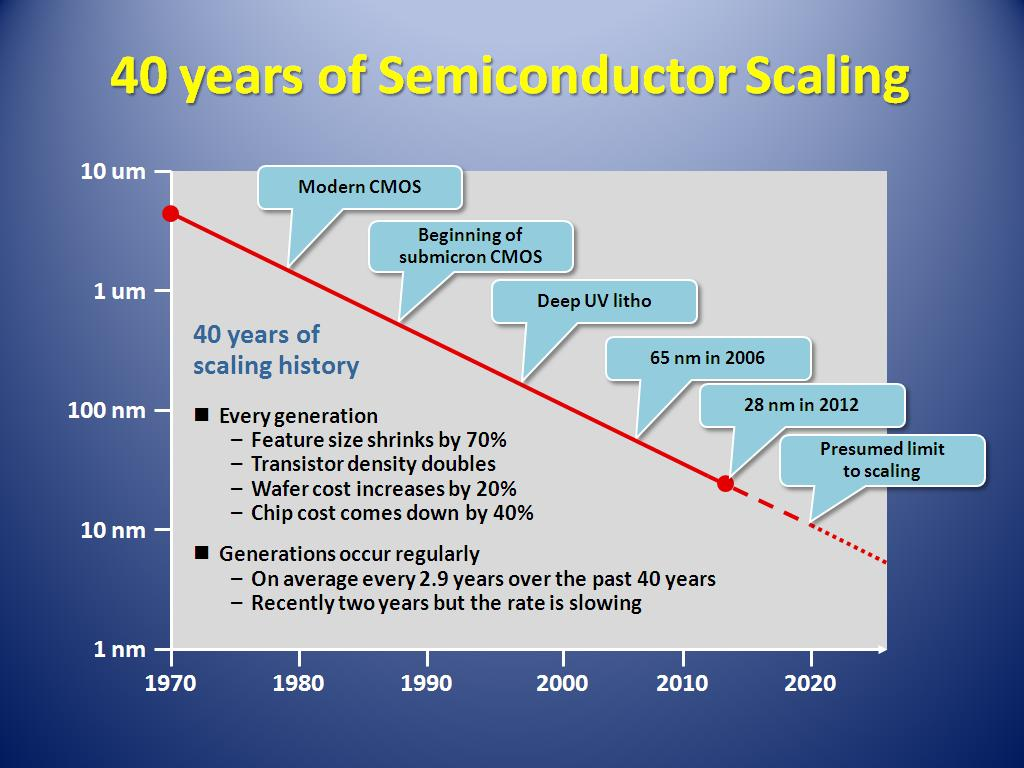 40 years of Semiconductor Scaling
10 um
1 um
100 nm
10 nm
1 nm
Modern CMOS
Beginning of
submicron CMOS
Deep UV litho
65 nm in 2006
28 nm in 2012
Presumed limit
to scaling
40 years of
scaling history
■ Every generation
– Feature size shrinks by 70%
– Transistor density doubles
– Wafer cost increases by 20%
– Chip cost comes down by 40%
■ Generations occur regularly
– On average every 2.9 years over the past 40 years
– Recently two years but the rate is slowing
1970 1980 1990 2000 2010 2020